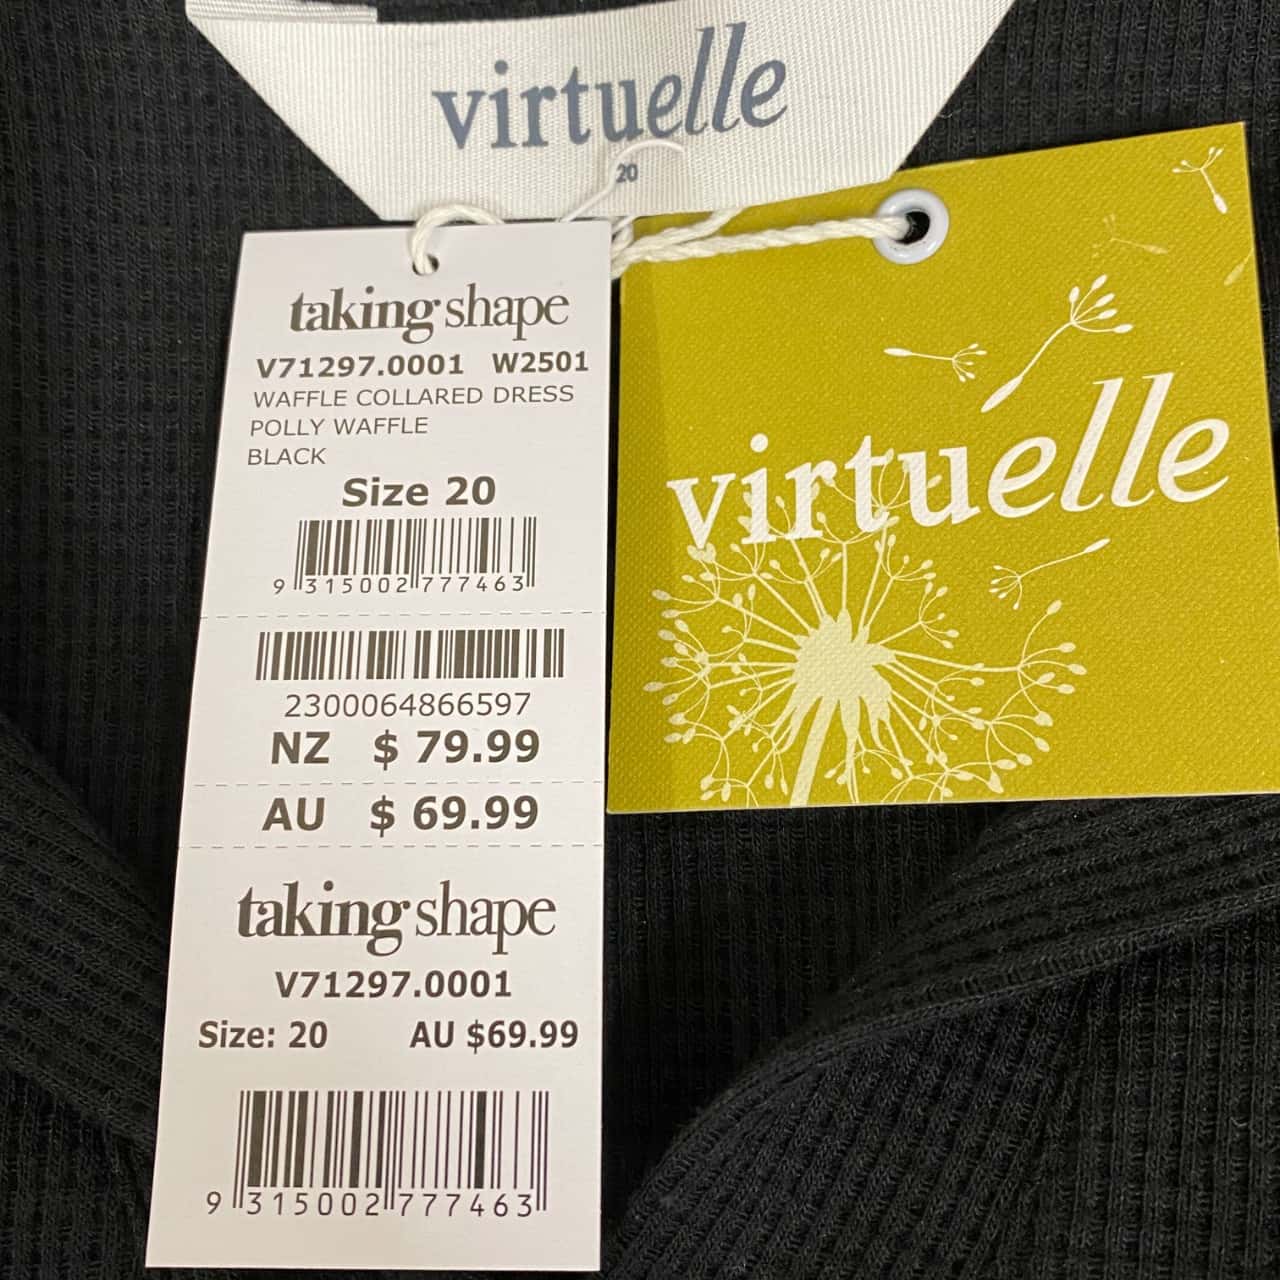 virtuelle
20
taking shape
V71297.0001 W2501
WAFFLE COLLARED DRESS
POLLY WAFFLE
BLACK
Size 20
9 315002 777463
2300064866597
NZ $ 79.99
AU $ 69.99
taking shape
V71297.0001
Size: 20 AU $69.99
9 315002 777463
virtuelle